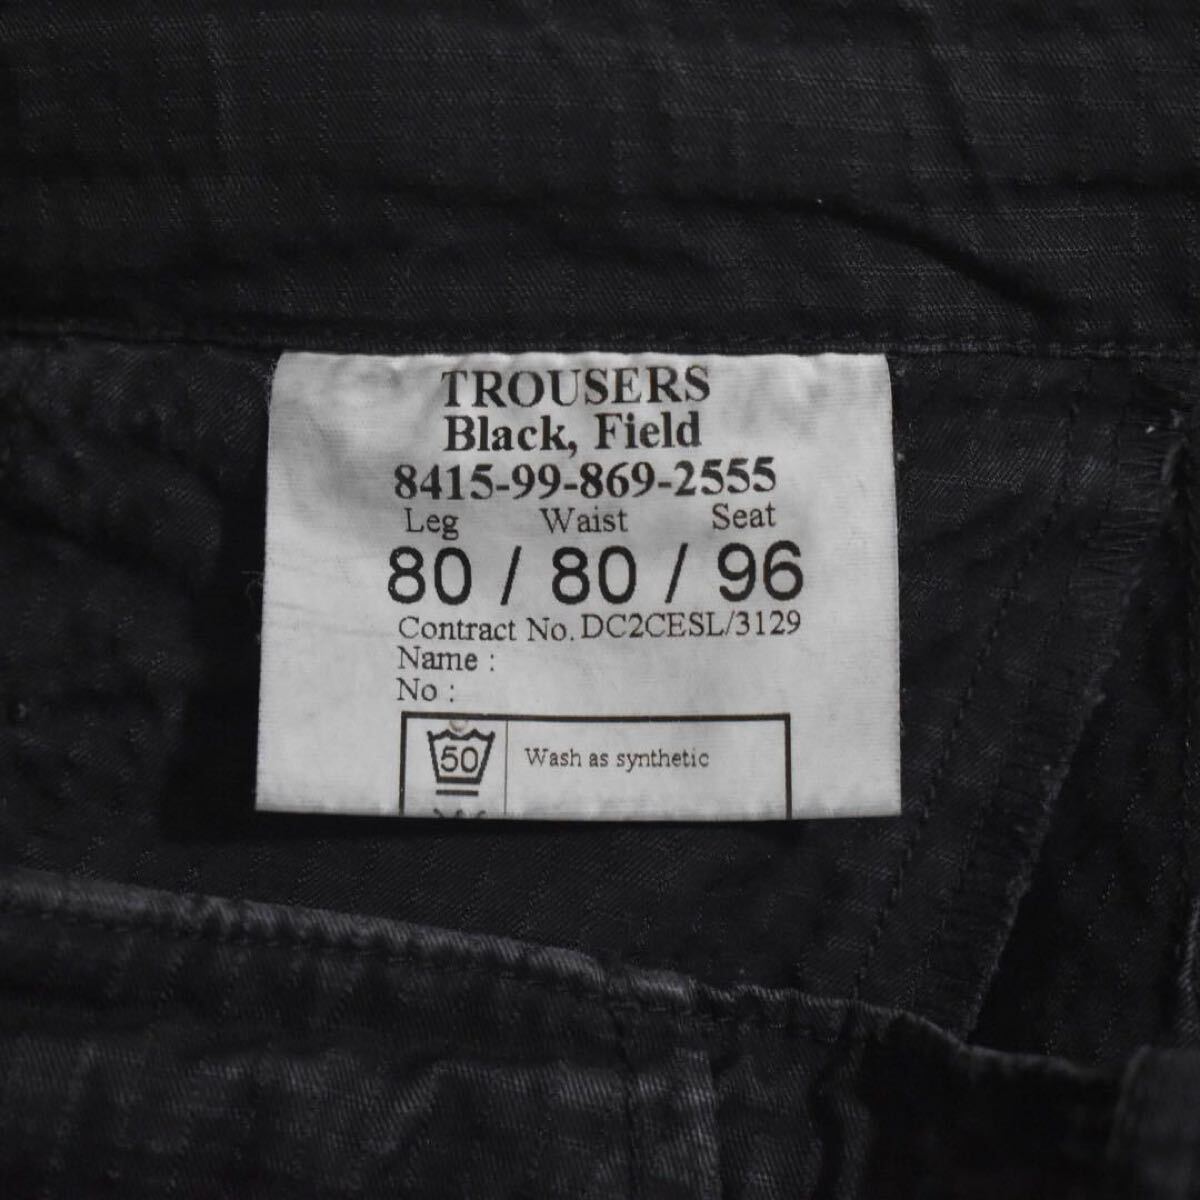 TROUSERS
Black, Field
8415-99-869-2555
Leg Waist Seat
80 / 80 / 96
Contract No. DC2CESL/3129
Name :
No :
50 Wash as synthetic